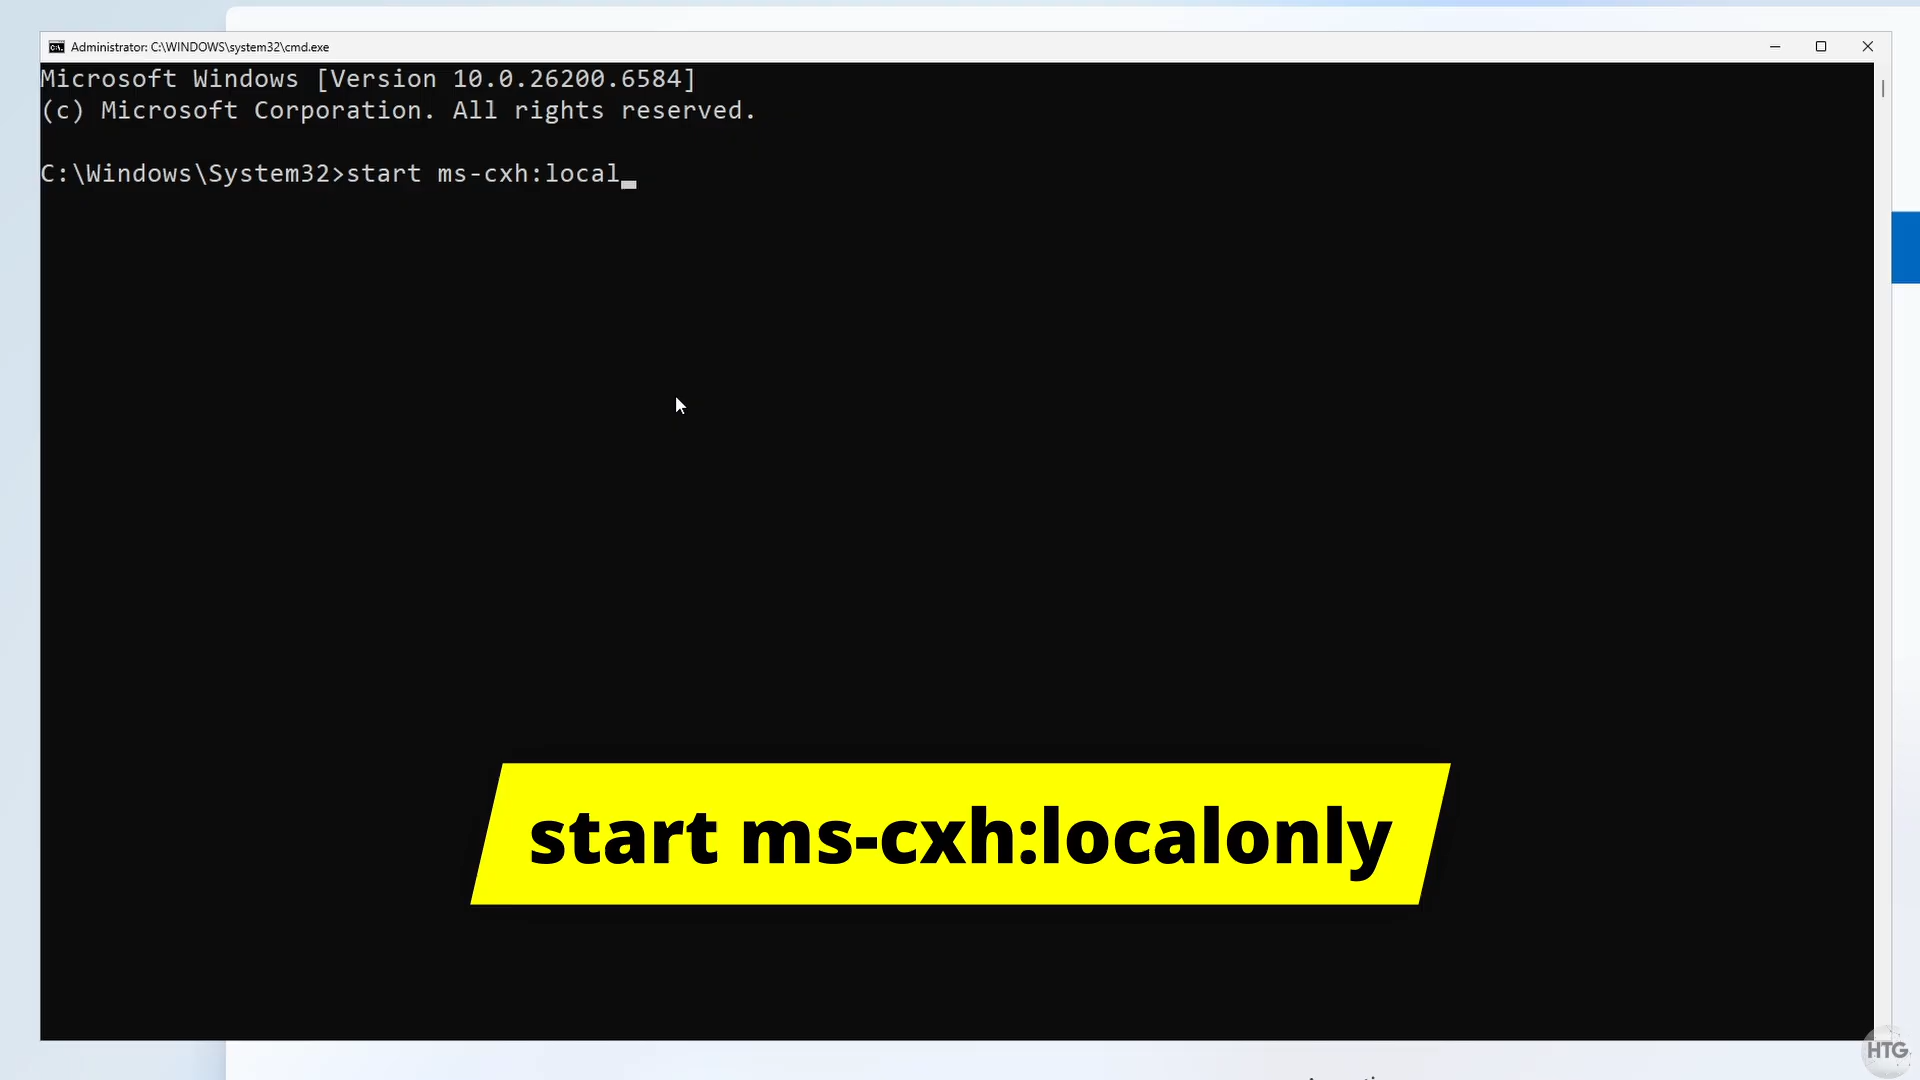 Administrator: C:\WINDOWS\system32\cmd.exe
Microsoft Windows [Version 10.0.26200.6584]
(c) Microsoft Corporation. All rights reserved.
C:\Windows\System32>start ms-cxh:local
start ms-cxh:localonly
HTG